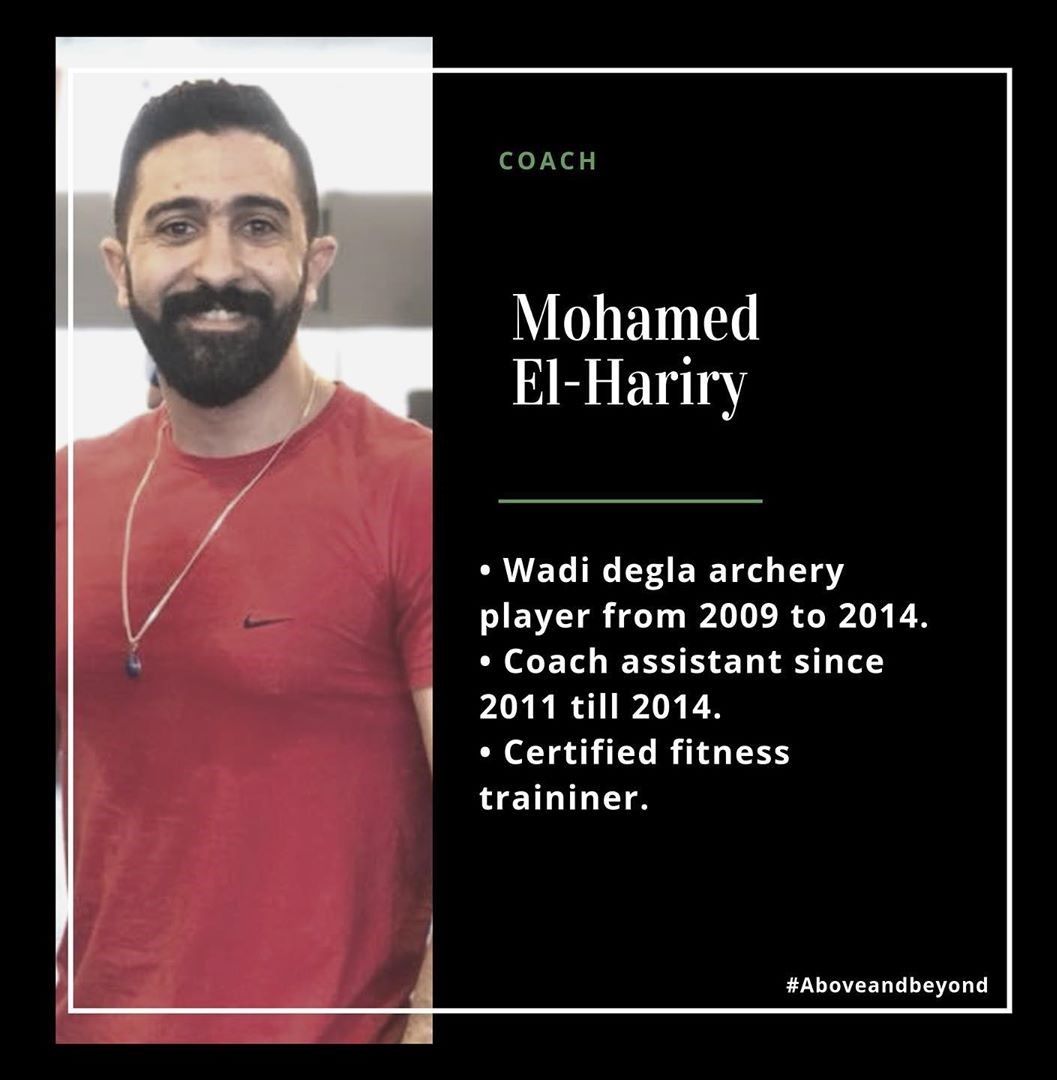 COACH
Mohamed
El-Hariry
• Wadi degla archery
player from 2009 to 2014.
• Coach assistant since
2011 till 2014.
• Certified fitness
traininer.
#Aboveandbeyond